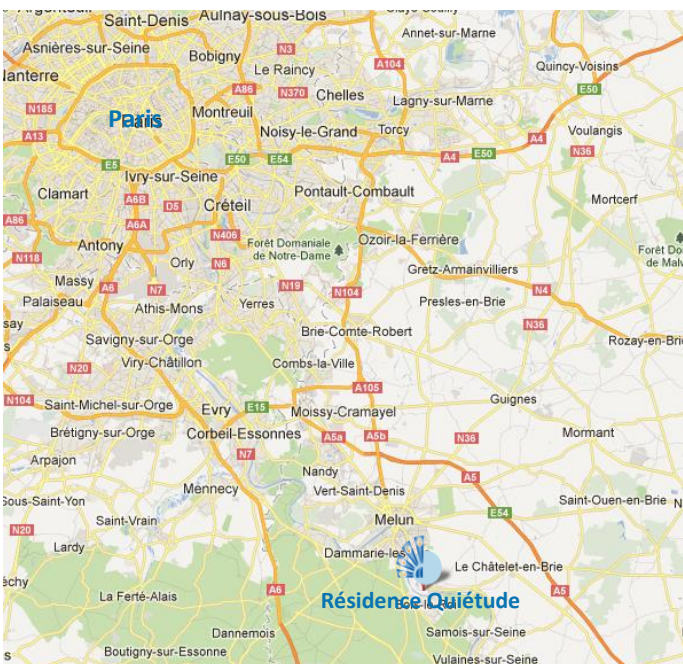 Argenteuil
Saint-Denis
Aulnay-sous-Bois
Annet-sur-Marne
Asnières-sur-Seine
N3
Bobigny
Le Raincy
A104
Quincy-Voisins
Nanterre
A86
N370
Chelles
E50
Lagny-sur-Marne
N185
Paris
Montreuil
A13
Noisy-le-Grand
Torcy
A4
Voulangis
E5
E50
E54
A4
E50
N36
Ivry-sur-Seine
Clamart
A6B
D5
Créteil
Pontault-Combault
Mortcerf
A86
A6A
N406
Antony
Forêt Domaniale
de Notre-Dame
Ozoir-la-Ferrière
N118
Orly
N6
Gretz-Armainvilliers
Massy
A6
N7
N19
N104
N4
Palaiseau
Athis-Mons
Yerres
Presles-en-Brie
N36
Savigny-sur-Orge
Brie-Comte-Robert
Rozay-en-Bri
Viry-Châtillon
Combs-la-Ville
N20
A105
N104
Saint-Michel-sur-Orge
Evry
E15
Moissy-Cramayel
Guignes
Brétigny-sur-Orge
Corbeil-Essonnes
A5a
A5b
N36
Mormant
Arpajon
N7
Nandy
A5
Mennecy
Vert-Saint-Denis
Saint-Ouen-en-Brie
N
Sous-Saint-Yon
Saint-Vrain
Melun
E54
N20
Lardy
Dammarie-les
Le Châtelet-en-Brie
échy
La Ferté-Alais
A6
A5
Résidence Quiétude
Bois-le-Roi
Dannemois
Samois-sur-Seine
Boutigny-sur-Essonne
Vulaines-sur-Seine